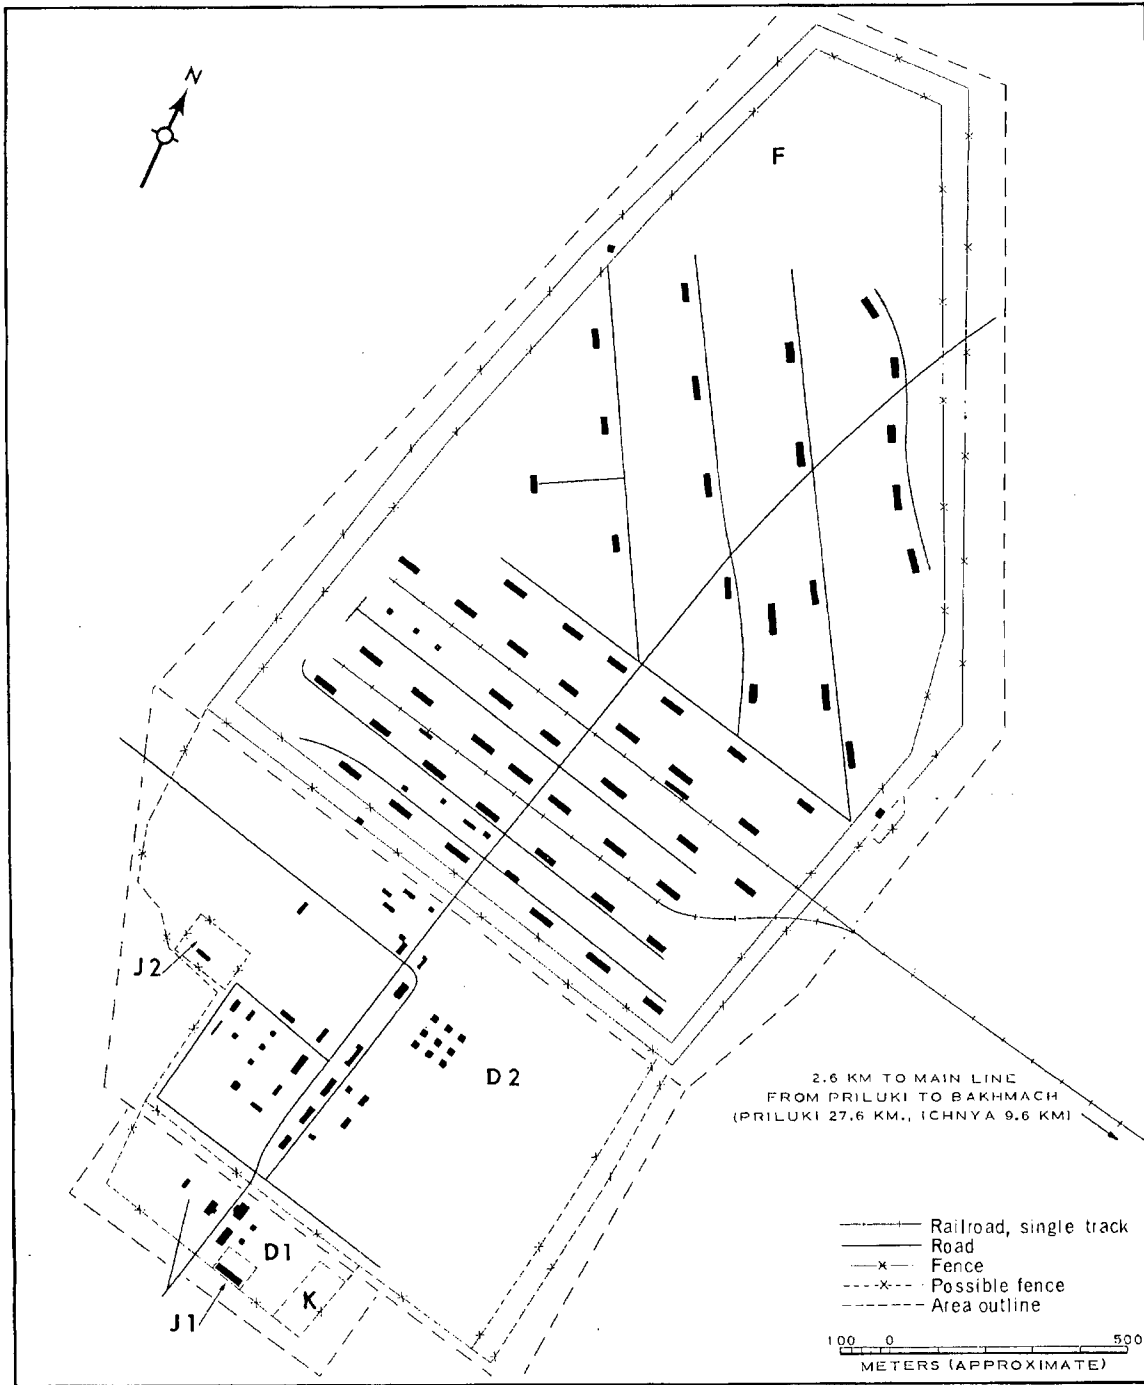 N
F
J2
D2
2.6 KM TO MAIN LINE
FROM PRILUKI TO BAKHMACH
(PRILUKI 27.6 KM., ICHNYA 9.6 KM)
D1
K
J1
Railroad, single track
Road
Fence
Possible fence
Area outline
100 0 500
METERS (APPROXIMATE)